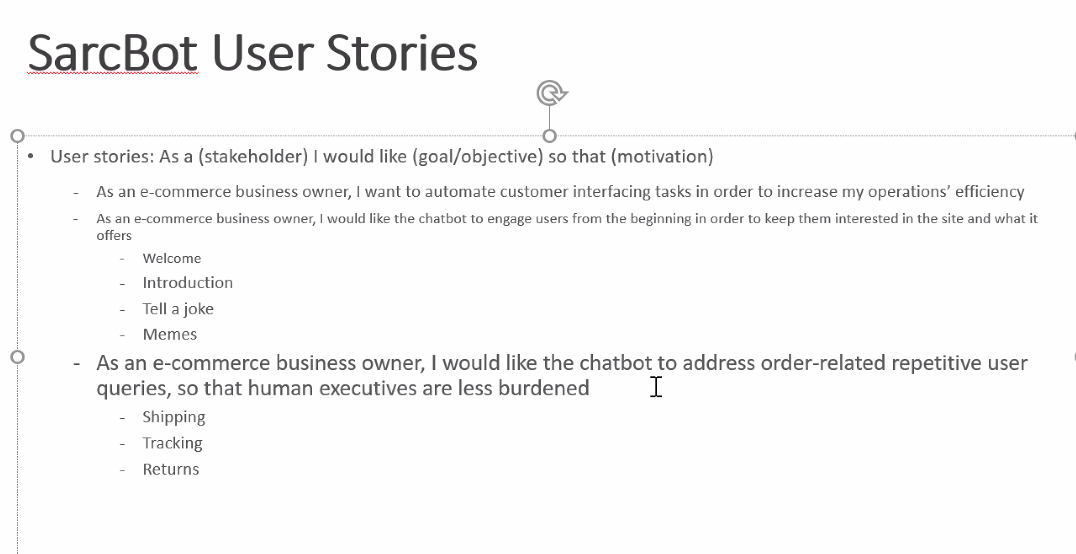 SarcBot User Stories
• User stories: As a (stakeholder) I would like (goal/objective) so that (motivation)
- As an e-commerce business owner, I want to automate customer interfacing tasks in order to increase my operations’ efficiency
- As an e-commerce business owner, I would like the chatbot to engage users from the beginning in order to keep them interested in the site and what it
offers
- Welcome
- Introduction
- Tell a joke
- Memes
- As an e-commerce business owner, I would like the chatbot to address order-related repetitive user
queries, so that human executives are less burdened
- Shipping
- Tracking
- Returns